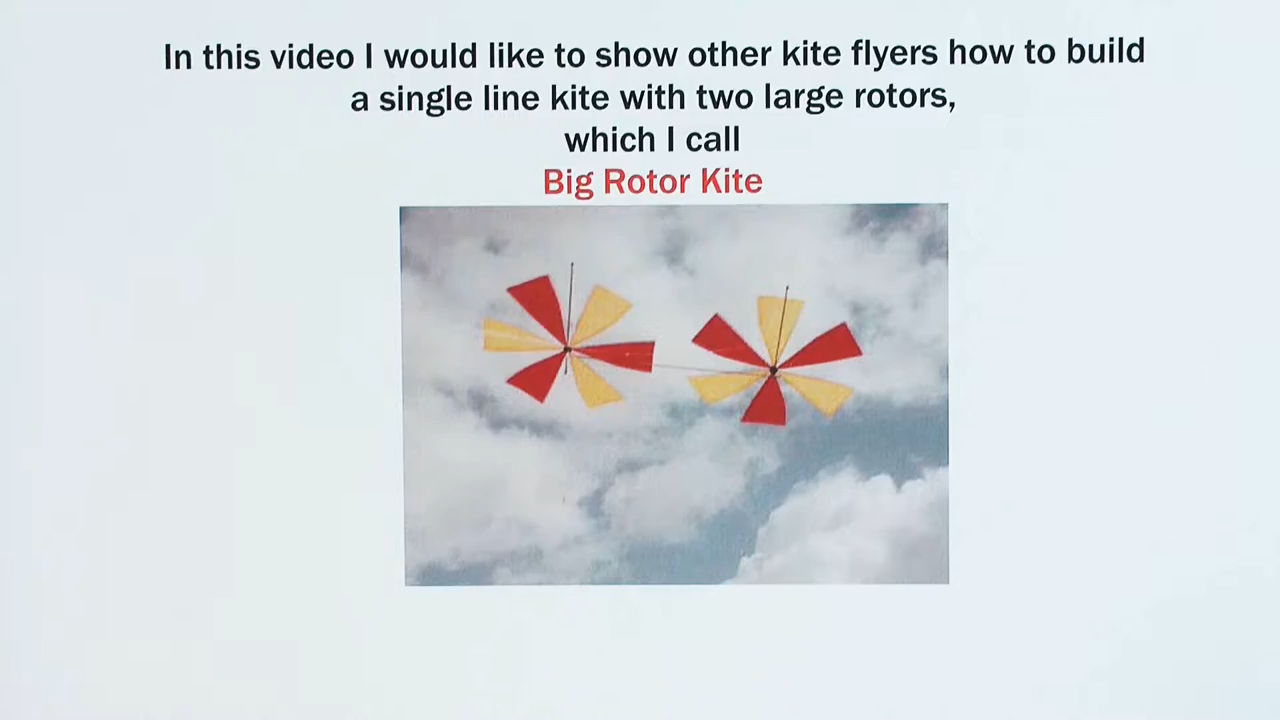 In this video I would like to show other kite flyers how to build
a single line kite with two large rotors,
which I call
Big Rotor Kite